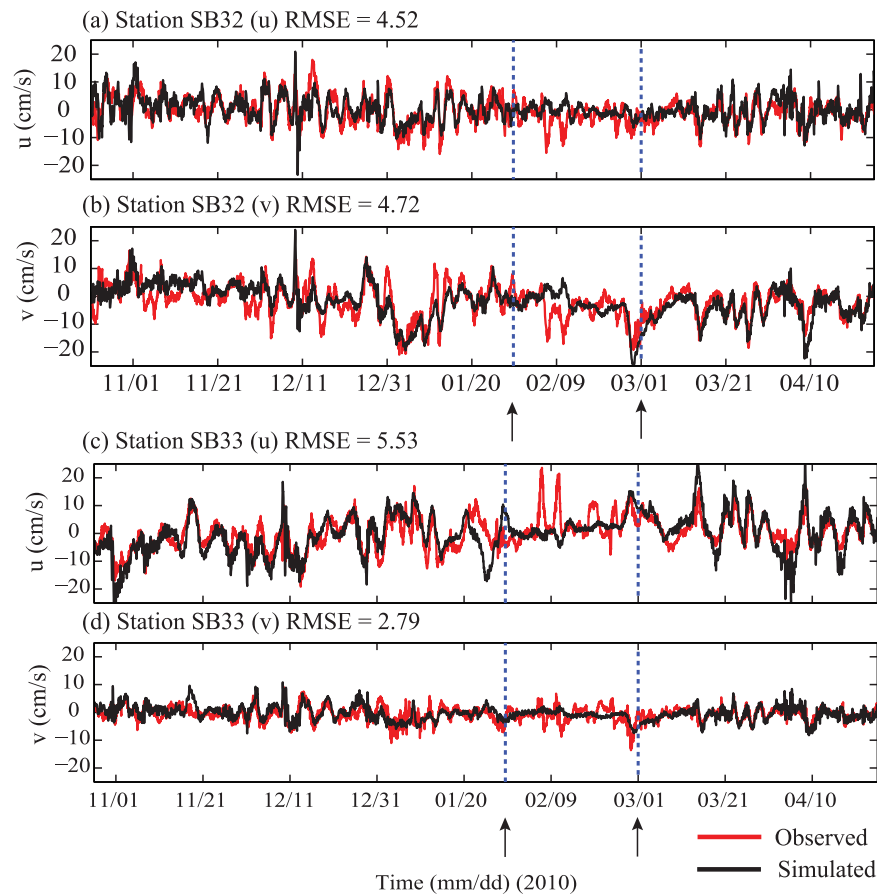 (a) Station SB32 (u) RMSE = 4.52
20
10
0
−10
−20
u (cm/s)
(b) Station SB32 (v) RMSE = 4.72
20
10
0
−10
−20
v (cm/s)
11/01 11/21 12/11 12/31 01/20 02/09 03/01 03/21 04/10
(c) Station SB33 (u) RMSE = 5.53
20
10
0
−10
−20
u (cm/s)
(d) Station SB33 (v) RMSE = 2.79
20
10
0
−10
−20
v (cm/s)
11/01 11/21 12/11 12/31 01/20 02/09 03/01 03/21 04/10
Observed
Simulated
Time (mm/dd) (2010)